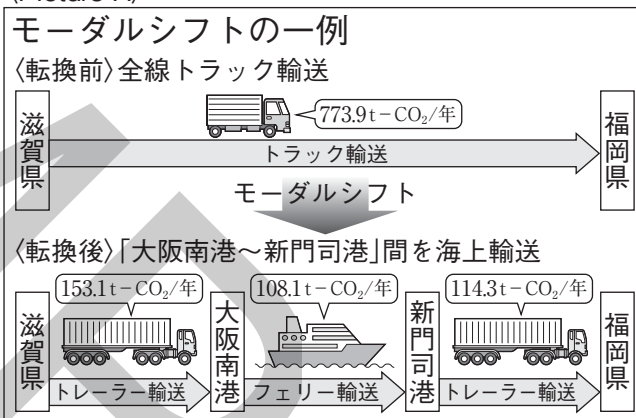 (Picture A)
モーダルシフトの一例
〈転換前〉全線トラック輸送
滋賀県
773.9t−CO₂/年
トラック輸送
福岡県
モーダルシフト
〈転換後〉「大阪南港〜新門司港」間を海上輸送
滋賀県
153.1t−CO₂/年
トレーラー輸送
大阪南港
108.1t−CO₂/年
フェリー輸送
新門司港
114.3t−CO₂/年
トレーラー輸送
福岡県